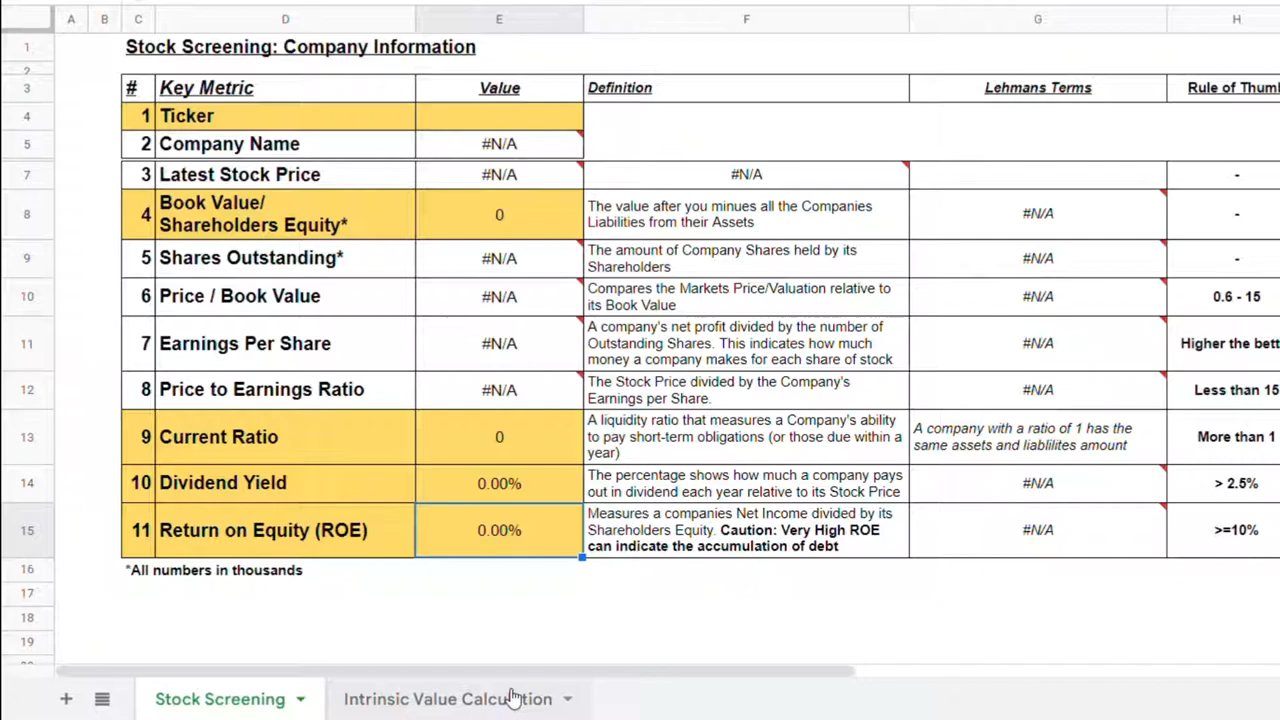 A B C D E F G H
1 Stock Screening: Company Information
2
3 # Key Metric Value Definition Lehmans Terms Rule of Thum
4 1 Ticker
5 2 Company Name #N/A
7 3 Latest Stock Price #N/A #N/A -
8 4 Book Value/
Shareholders Equity* 0 The value after you minues all the Companies
Liabilities from their Assets #N/A -
9 5 Shares Outstanding* #N/A The amount of Company Shares held by its
Shareholders #N/A -
10 6 Price / Book Value #N/A Compares the Markets Price/Valuation relative to
its Book Value #N/A 0.6 - 15
11 7 Earnings Per Share #N/A A company's net profit divided by the number of
Outstanding Shares. This indicates how much
money a company makes for each share of stock #N/A Higher the bett
12 8 Price to Earnings Ratio #N/A The Stock Price divided by the Company's
Earnings per Share. #N/A Less than 15
13 9 Current Ratio 0 A liquidity ratio that measures a Company's ability
to pay short-term obligations (or those due within a
year) A company with a ratio of 1 has the
same assets and liablilites amount More than 1
14 10 Dividend Yield 0.00% The percentage shows how much a company pays
out in dividend each year relative to its Stock Price #N/A > 2.5%
15 11 Return on Equity (ROE) 0.00% Measures a companies Net Income divided by its
Shareholders Equity. Caution: Very High ROE
can indicate the accumulation of debt #N/A >=10%
16 *All numbers in thousands
17
18
19
+ Stock Screening Intrinsic Value Calculation